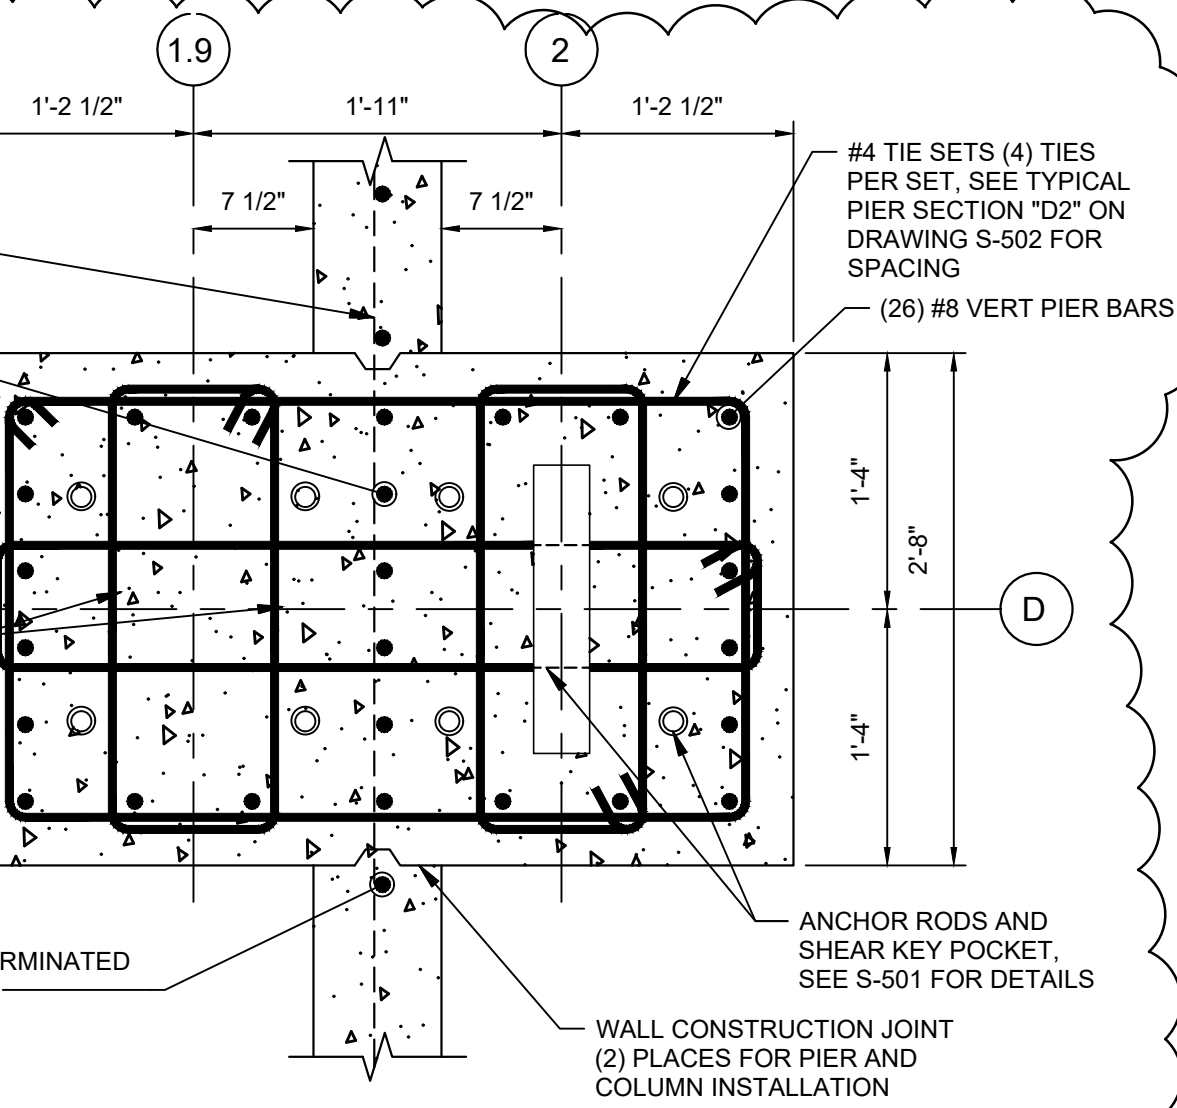 1.9
2
1'-2 1/2"
1'-11"
1'-2 1/2"
7 1/2"
7 1/2"
#4 TIE SETS (4) TIES
PER SET, SEE TYPICAL
PIER SECTION "D2" ON
DRAWING S-502 FOR
SPACING
(26) #8 VERT PIER BARS
1'-4"
2'-8"
D
1'-4"
ANCHOR RODS AND
SHEAR KEY POCKET,
SEE S-501 FOR DETAILS
RMINATED
WALL CONSTRUCTION JOINT
(2) PLACES FOR PIER AND
COLUMN INSTALLATION